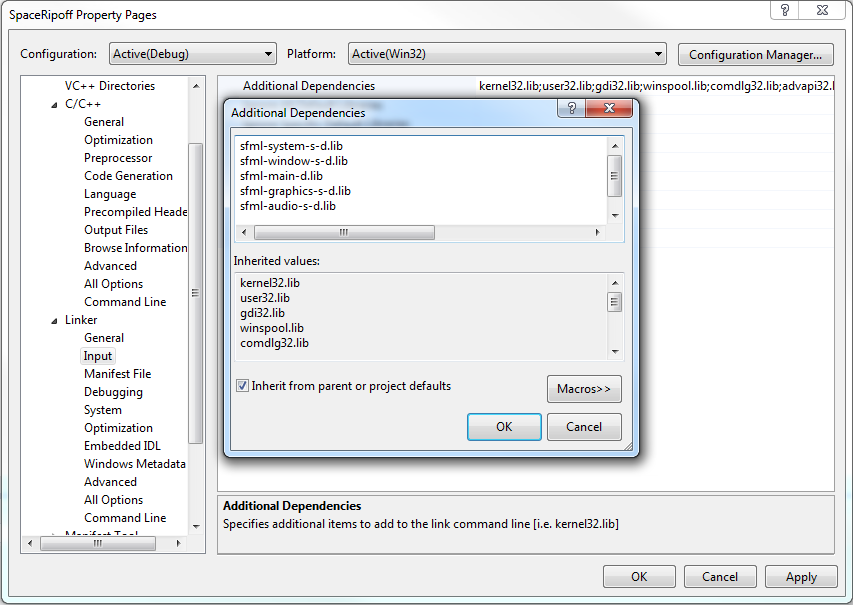 SpaceRipoff Property Pages
Configuration: Active(Debug) Platform: Active(Win32) Configuration Manager...
VC++ Directories
C/C++
General
Optimization
Preprocessor
Code Generation
Language
Precompiled Heade
Output Files
Browse Information
Advanced
All Options
Command Line
Linker
General
Input
Manifest File
Debugging
System
Optimization
Embedded IDL
Windows Metadata
Advanced
All Options
Command Line
Manifest Tool
Additional Dependencies kernel32.lib;user32.lib;gdi32.lib;winspool.lib;comdlg32.lib;advapi32.l
Additional Dependencies
sfml-system-s-d.lib
sfml-window-s-d.lib
sfml-main-d.lib
sfml-graphics-s-d.lib
sfml-audio-s-d.lib
Inherited values:
kernel32.lib
user32.lib
gdi32.lib
winspool.lib
comdlg32.lib
Inherit from parent or project defaults
Macros>>
OK Cancel
Additional Dependencies
Specifies additional items to add to the link command line [i.e. kernel32.lib]
OK Cancel Apply